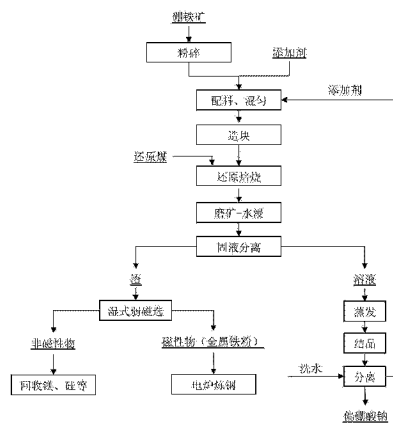 硼铁矿
粉碎
添加剂
配料、混匀
添加剂
造块
还原煤
还原焙烧
磨矿-水浸
固液分离
渣
溶液
湿式弱磁选
蒸发
非磁性物
磁性物（金属铁粉）
结晶
回收镁、硅等
电炉炼钢
洗水
分离
偏硼酸钠